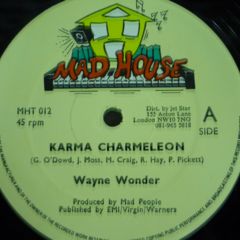 MAD HOUSE
MHT 012
45 rpm
Dist. by Jet Star
155 Acton Lane
London NW10 7NQ
081-965 5818
KARMA CHARMELEON
(G. O'Dowd, J. Moss, M. Craig, R. Hay, P. Pickett)
A
SIDE
Wayne Wonder
Produced by Mad People
Published by EMI/Virgin/Warners